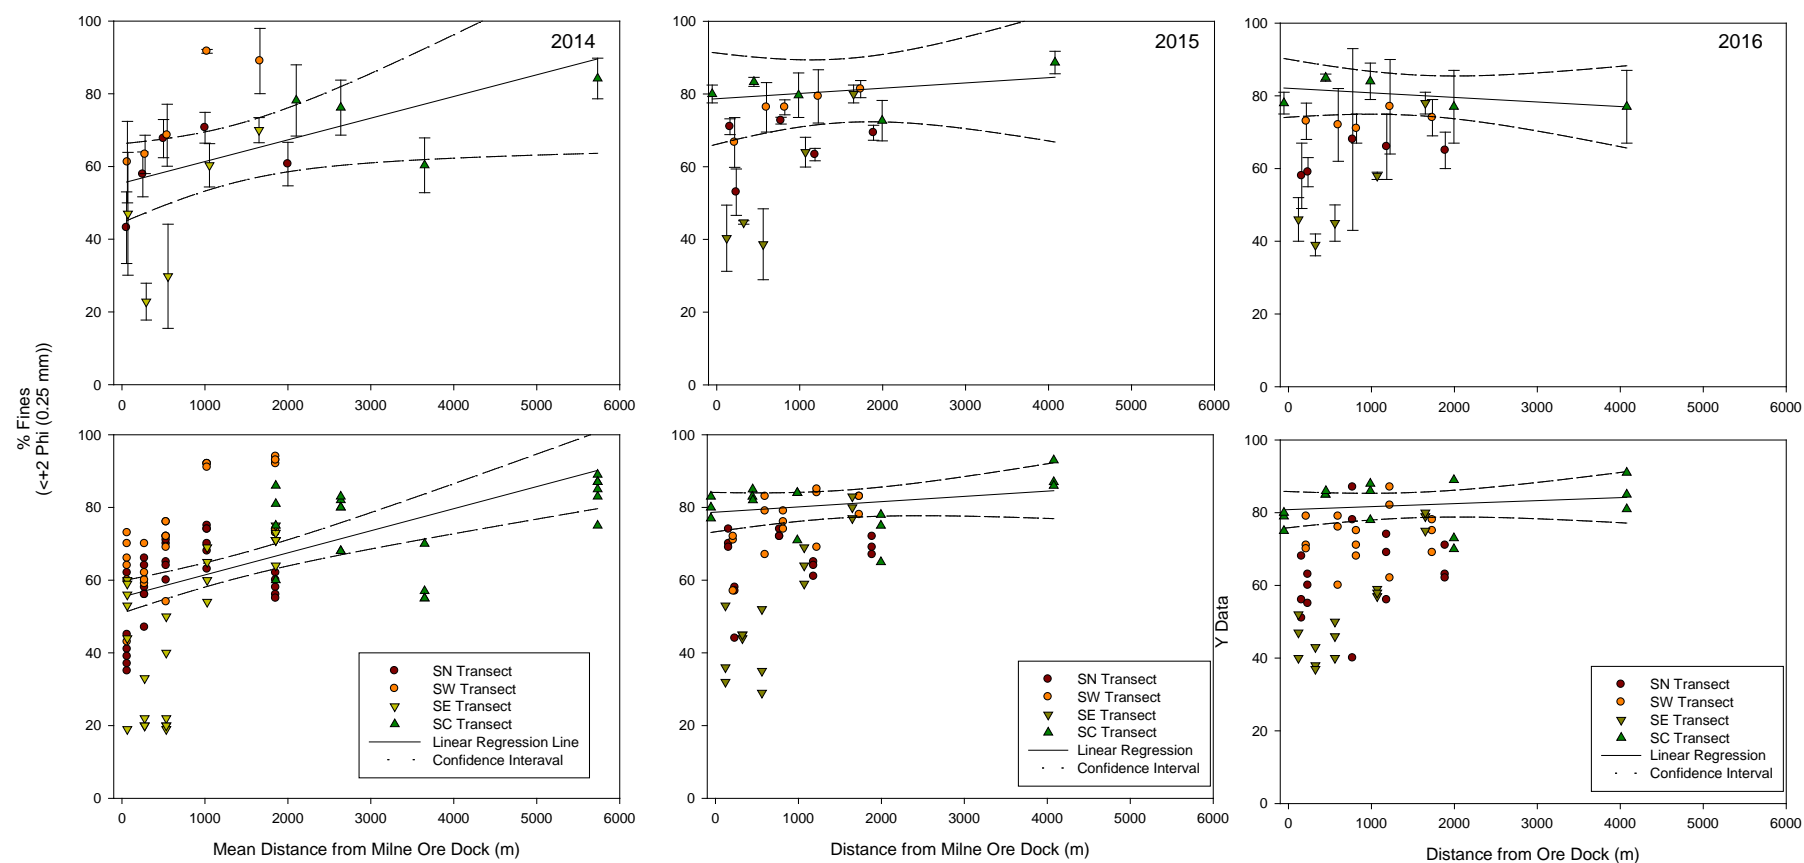 100
80
60
40
20
0
2014
0 1000 2000 3000 4000 5000 6000
100
80
60
40
20
0
2015
0 1000 2000 3000 4000 5000 6000
100
80
60
40
20
0
2016
0 1000 2000 3000 4000 5000 6000
% Fines
(<+2 Phi (0.25 mm))
100
80
60
40
20
0
SN Transect
SW Transect
SE Transect
SC Transect
Linear Regression Line
Confidence Interaval
0 1000 2000 3000 4000 5000 6000
Mean Distance from Milne Ore Dock (m)
100
80
60
40
20
0
SN Transect
SW Transect
SE Transect
SC Transect
Linear Regression
Confidence Interval
0 1000 2000 3000 4000 5000 6000
Distance from Milne Ore Dock (m)
Y Data
100
80
60
40
20
0
SN Transect
SW Transect
SE Transect
SC Transect
Linear Regression
Confidence Interval
0 1000 2000 3000 4000 5000 6000
Distance from Ore Dock (m)